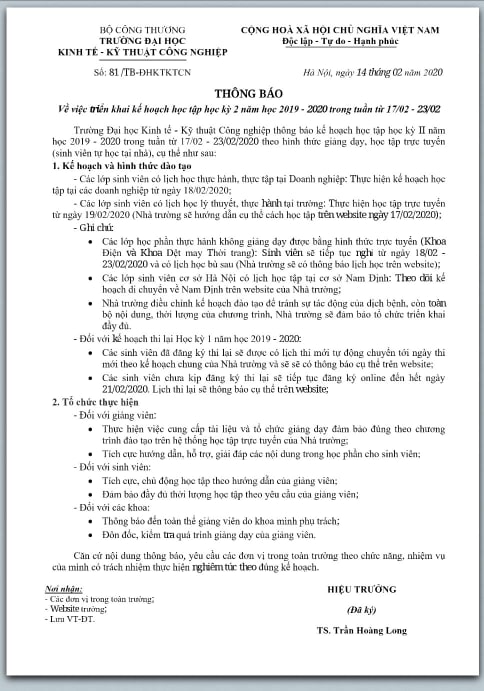 BỘ CÔNG THƯƠNG
TRƯỜNG ĐẠI HỌC
KINH TẾ - KỸ THUẬT CÔNG NGHIỆP
CỘNG HOÀ XÃ HỘI CHỦ NGHĨA VIỆT NAM
Độc lập - Tự do - Hạnh phúc
Số: 81 /TB-ĐHKTKTCN
Hà Nội, ngày 14 tháng 02 năm 2020
THÔNG BÁO
Về việc triển khai kế hoạch học tập học kỳ 2 năm học 2019 - 2020 trong tuần từ 17/02 - 23/02
Trường Đại học Kinh tế - Kỹ thuật Công nghiệp thông báo kế hoạch học tập học kỳ II năm
học 2019 - 2020 trong tuần từ 17/02 - 23/02/2020 theo hình thức giảng dạy, học tập trực tuyến
(sinh viên tự học tại nhà), cụ thể như sau:
1. Kế hoạch và hình thức đào tạo
- Các lớp sinh viên có lịch học thực hành, thực tập tại Doanh nghiệp: Thực hiện kế hoạch học
tập tại các doanh nghiệp từ ngày 18/02/2020;
- Các lớp sinh viên có lịch học lý thuyết, thực hành tại trường: Thực hiện học tập trực tuyến
từ ngày 19/02/2020 (Nhà trường sẽ hướng dẫn cụ thể cách học tập trên website ngày 17/02/2020);
- Ghi chú:
• Các lớp học phần thực hành không giảng dạy được bằng hình thức trực tuyến (Khoa
Điện và Khoa Dệt may Thời trang): Sinh viên sẽ tiếp tục nghỉ từ ngày 18/02 -
23/02/2020 và có lịch học bù sau (Nhà trường sẽ có thông báo lịch học trên website);
• Các lớp sinh viên cơ sở Hà Nội có lịch học tập tại cơ sở Nam Định: Theo dõi kế
hoạch di chuyển về Nam Định trên website của Nhà trường;
• Nhà trường điều chỉnh kế hoạch đào tạo để tránh sự tác động của dịch bệnh, còn toàn
bộ nội dung, thời lượng của chương trình, Nhà trường sẽ đảm bảo tổ chức triển khai
đầy đủ.
- Đối với kế hoạch thi lại Học kỳ 1 năm học 2019 - 2020:
• Các sinh viên đã đăng ký thi lại sẽ được có lịch thi mới tự động chuyển tới ngày thi
mới theo kế hoạch chung của Nhà trường và sẽ sẽ có thông báo cụ thể trên website;
• Các sinh viên chưa kịp đăng ký thi lại sẽ tiếp tục đăng ký online đến hết ngày
21/02/2020. Lịch thi lại sẽ thông báo cụ thể trên website;
2. Tổ chức thực hiện
- Đối với giảng viên:
• Thực hiện việc cung cấp tài liệu và tổ chức giảng dạy đảm bảo đúng theo chương
trình đào tạo trên hệ thống học tập trực tuyến của Nhà trường;
• Tích cực hướng dẫn, hỗ trợ, giải đáp các nội dung trong học phần cho sinh viên;
- Đối với sinh viên:
• Tích cực, chủ động học tập theo hướng dẫn của giảng viên;
• Đảm bảo đầy đủ thời lượng học tập theo yêu cầu của giảng viên;
- Đối với các khoa:
• Thông báo đến toàn thể giảng viên do khoa mình phụ trách;
• Đôn đốc, kiểm tra quá trình giảng dạy của giảng viên.
Căn cứ nội dung thông báo, yêu cầu các đơn vị trong toàn trường theo chức năng, nhiệm vụ
của mình có trách nhiệm thực hiện nghiêm túc theo đúng kế hoạch.
Nơi nhận:
- Các đơn vị trong toàn trường;
- Website trường;
- Lưu VT-ĐT.
HIỆU TRƯỞNG
(Đã ký)
TS. Trần Hoàng Long